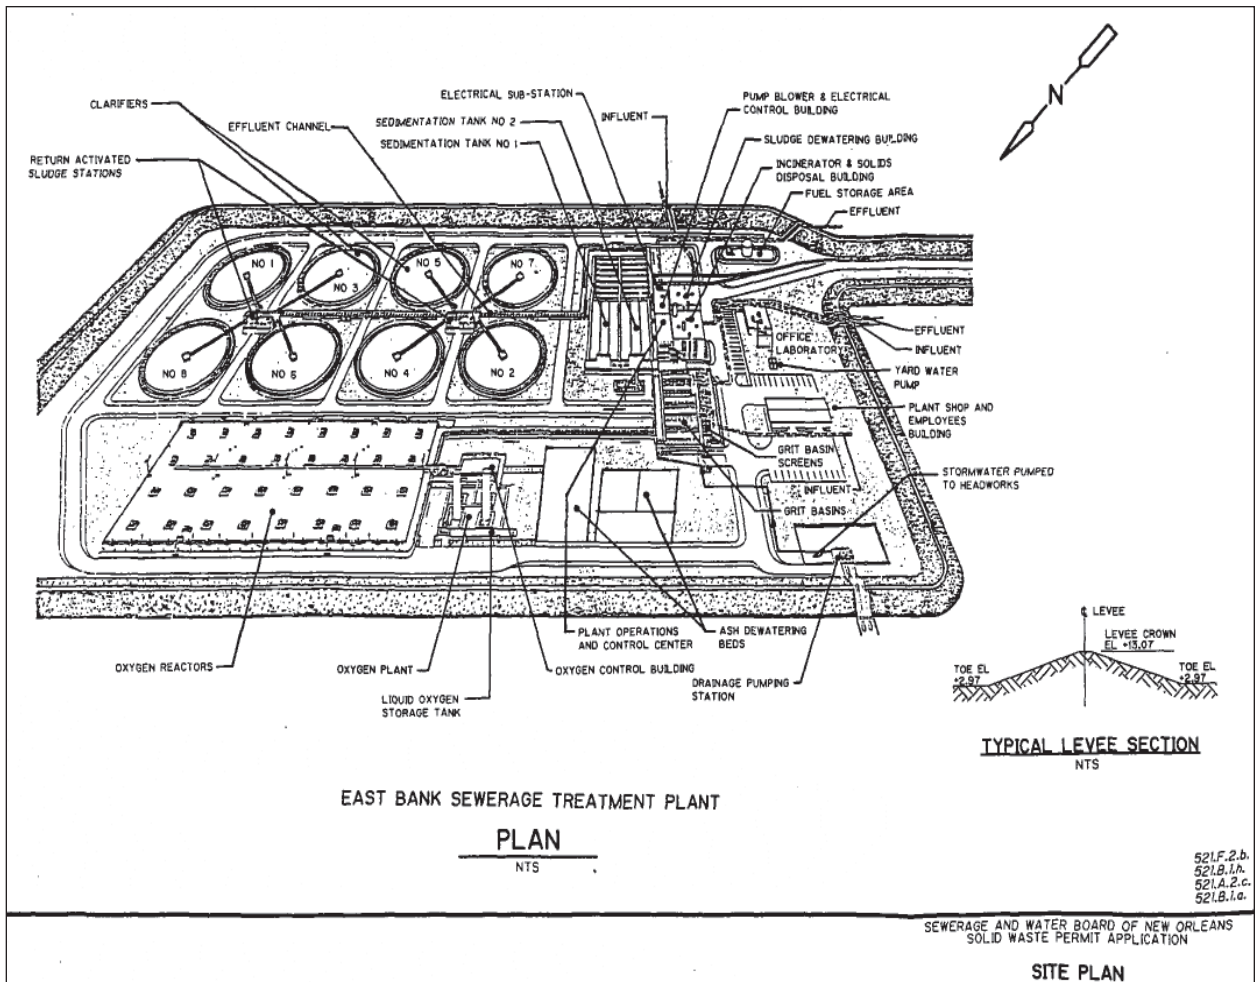 N
CLARIFIERS
EFFLUENT CHANNEL
RETURN ACTIVATED
SLUDGE STATIONS
ELECTRICAL SUB-STATION
SEDIMENTATION TANK NO 2
SEDIMENTATION TANK NO 1
INFLUENT
PUMP BLOWER & ELECTRICAL
CONTROL BUILDING
SLUDGE DEWATERING BUILDING
INCINERATOR & SOLIDS
DISPOSAL BUILDING
FUEL STORAGE AREA
EFFLUENT
NO 1
NO 3
NO 5
NO 7
NO 8
NO 6
NO 4
NO 2
EFFLUENT
INFLUENT
OFFICE
LABORATORY
YARD WATER
PUMP
PLANT SHOP AND
EMPLOYEES
BUILDING
GRIT BASIN
SCREENS
STORMWATER PUMPED
TO HEADWORKS
INFLUENT
GRIT BASINS
OXYGEN REACTORS
OXYGEN PLANT
LIQUID OXYGEN
STORAGE TANK
OXYGEN CONTROL BUILDING
PLANT OPERATIONS
AND CONTROL CENTER
ASH DEWATERING
BEDS
DRAINAGE PUMPING
STATION
℄ LEVEE
LEVEE CROWN
EL +13.07
TOE EL
+2.97
TOE EL
+2.97
TYPICAL LEVEE SECTION
NTS
EAST BANK SEWERAGE TREATMENT PLANT
PLAN
NTS
521.F.2.b.
521.B.1.h.
521.A.2.c.
521.B.1.a.
SEWERAGE AND WATER BOARD OF NEW ORLEANS
SOLID WASTE PERMIT APPLICATION
SITE PLAN